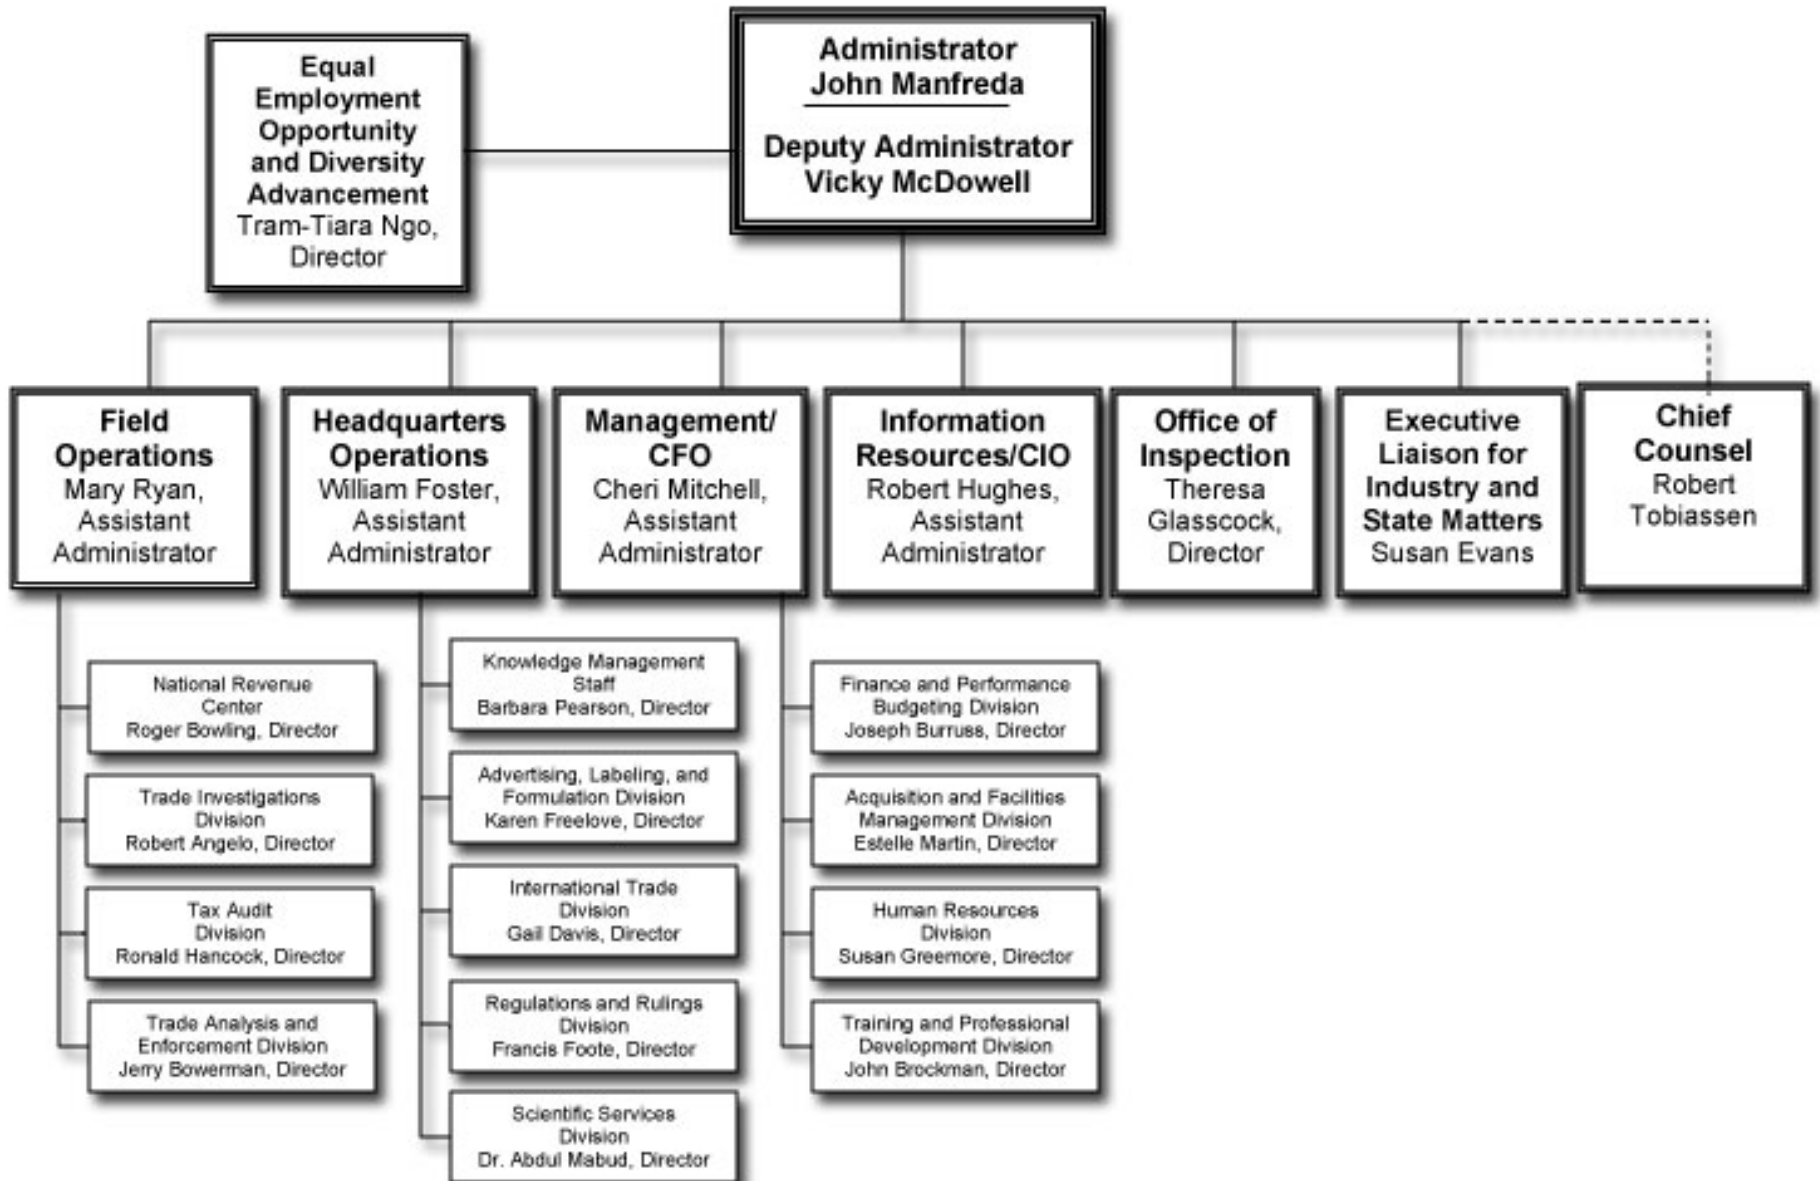 Equal
Employment
Opportunity
and Diversity
Advancement
Tram-Tiara Ngo,
Director
Administrator
John Manfreda
Deputy Administrator
Vicky McDowell
Field
Operations
Mary Ryan,
Assistant
Administrator
Headquarters
Operations
William Foster,
Assistant
Administrator
Management/
CFO
Cheri Mitchell,
Assistant
Administrator
Information
Resources/CIO
Robert Hughes,
Assistant
Administrator
Office of
Inspection
Theresa
Glasscock,
Director
Executive
Liaison for
Industry and
State Matters
Susan Evans
Chief
Counsel
Robert
Tobiassen
National Revenue
Center
Roger Bowling, Director
Trade Investigations
Division
Robert Angelo, Director
Tax Audit
Division
Ronald Hancock, Director
Trade Analysis and
Enforcement Division
Jerry Bowerman, Director
Knowledge Management
Staff
Barbara Pearson, Director
Advertising, Labeling, and
Formulation Division
Karen Freelove, Director
International Trade
Division
Gail Davis, Director
Regulations and Rulings
Division
Francis Foote, Director
Scientific Services
Division
Dr. Abdul Mabud, Director
Finance and Performance
Budgeting Division
Joseph Burruss, Director
Acquisition and Facilities
Management Division
Estelle Martin, Director
Human Resources
Division
Susan Greemore, Director
Training and Professional
Development Division
John Brockman, Director